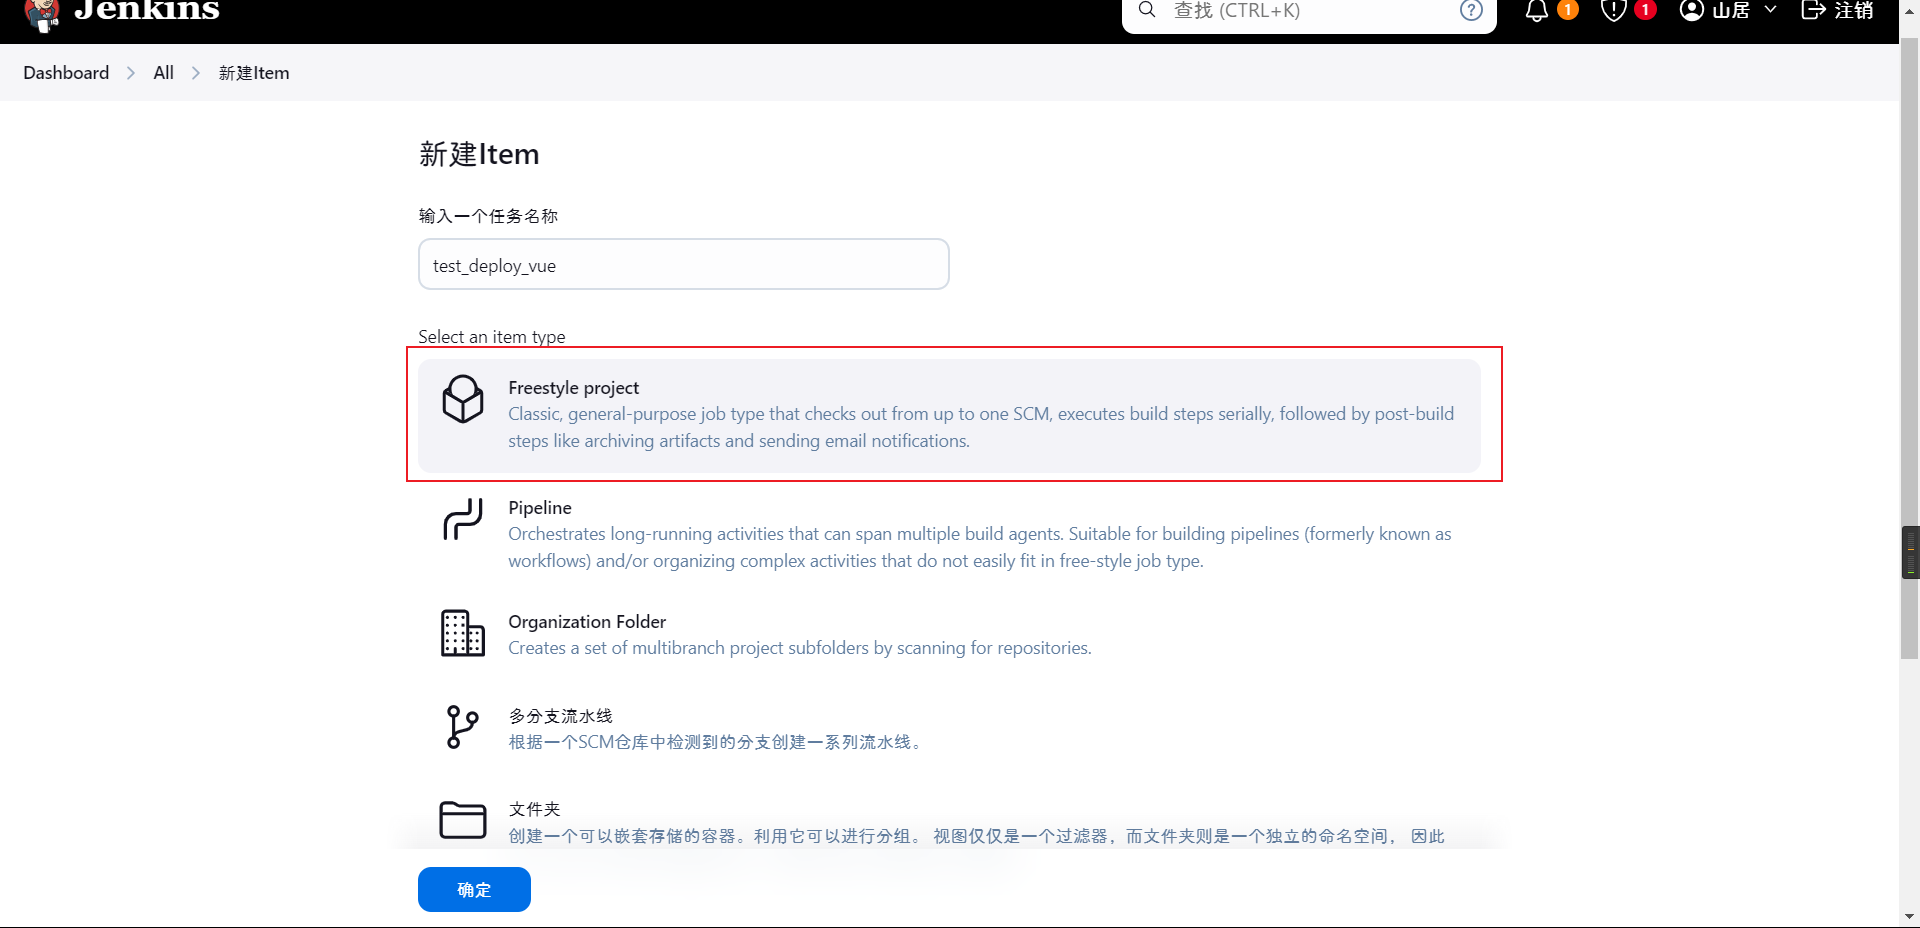 Jenkins
查找 (CTRL+K)
1
1
山居
注销
Dashboard
All
新建Item
新建Item
输入一个任务名称
test_deploy_vue
Select an item type
Freestyle project
Classic, general-purpose job type that checks out from up to one SCM, executes build steps serially, followed by post-build
steps like archiving artifacts and sending email notifications.
Pipeline
Orchestrates long-running activities that can span multiple build agents. Suitable for building pipelines (formerly known as
workflows) and/or organizing complex activities that do not easily fit in free-style job type.
Organization Folder
Creates a set of multibranch project subfolders by scanning for repositories.
多分支流水线
根据一个SCM仓库中检测到的分支创建一系列流水线。
文件夹
创建一个可以嵌套存储的容器。利用它可以进行分组。 视图仅仅是一个过滤器，而文件夹则是一个独立的命名空间， 因此
确定